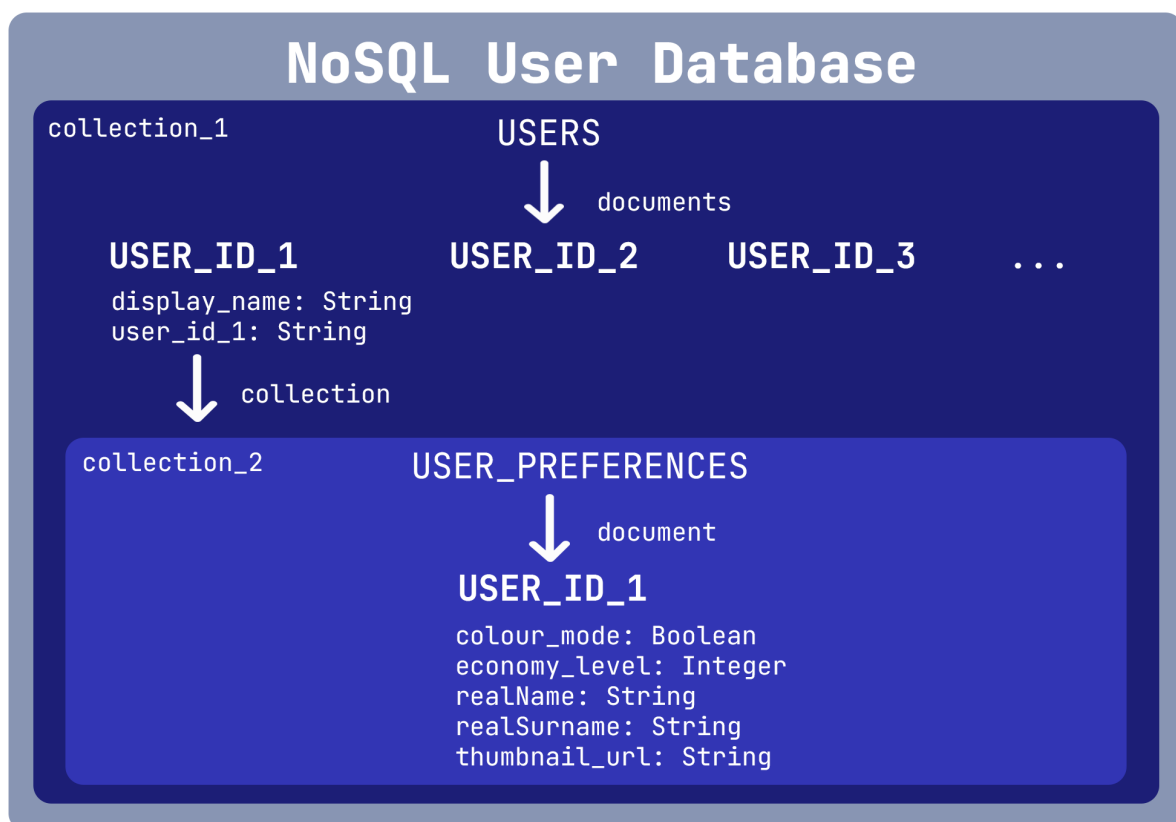 NoSQL User Database
collection_1
USERS
documents
USER_ID_1 USER_ID_2 USER_ID_3 ...
display_name: String
user_id_1: String
collection
collection_2
USER_PREFERENCES
document
USER_ID_1
colour_mode: Boolean
economy_level: Integer
realName: String
realSurname: String
thumbnail_url: String